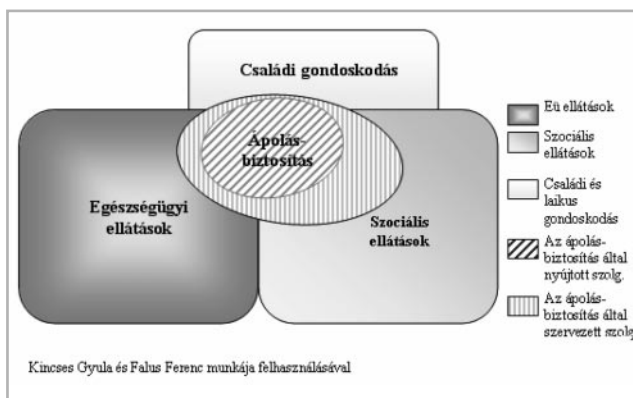 Családi gondoskodás
Ápolás-
biztosítás
Egészségügyi
ellátások
Szociális
ellátások
Eü ellátások
Szociális
ellátások
Családi és
laikus
gondoskodás
Az ápolás-
biztosítás által
nyújtott szolg.
Az ápolás-
biztosítás által
szervezett szolg
Kincses Gyula és Falus Ferenc munkája felhasználásával